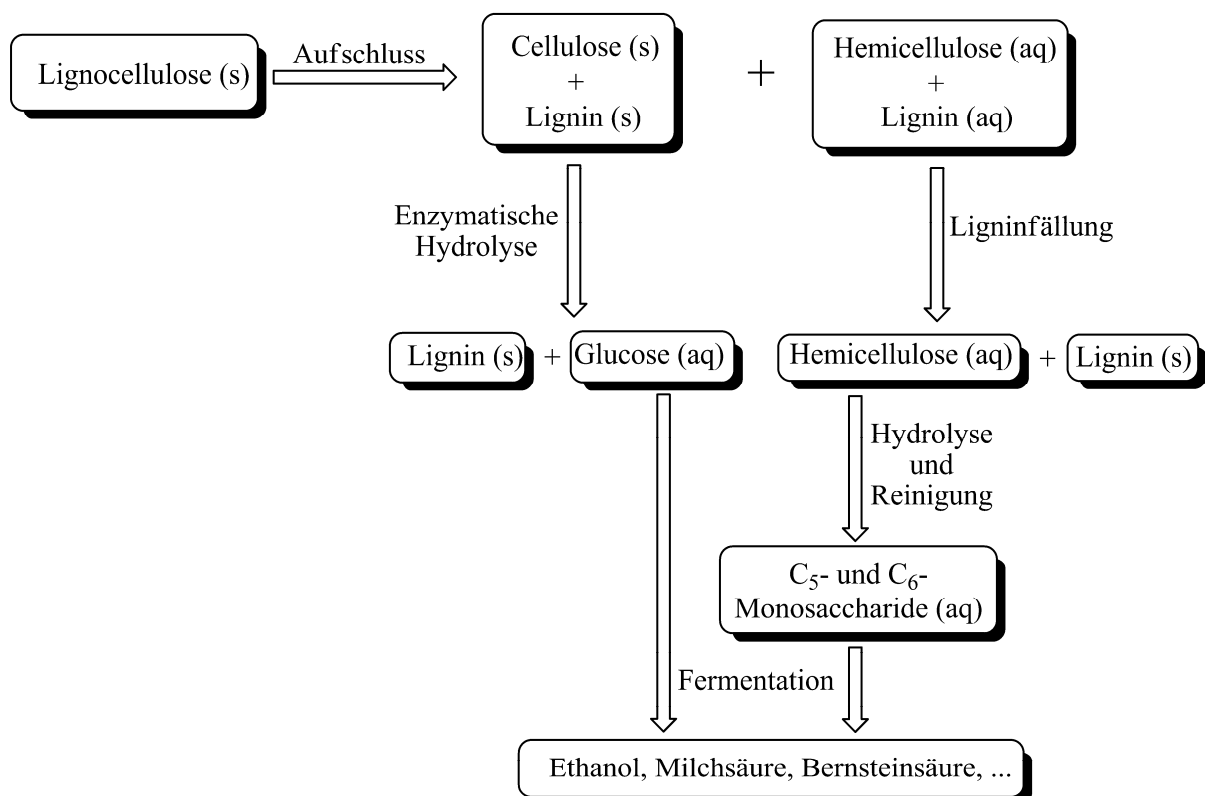 Lignocellulose (s)
Aufschluss
Cellulose (s)
+
Lignin (s)
+
Hemicellulose (aq)
+
Lignin (aq)
Enzymatische
Hydrolyse
Ligninfällung
Lignin (s) + Glucose (aq)
Hemicellulose (aq) + Lignin (s)
Hydrolyse
und
Reinigung
C₅- und C₆-
Monosaccharide (aq)
Fermentation
Ethanol, Milchsäure, Bernsteinsäure, ...